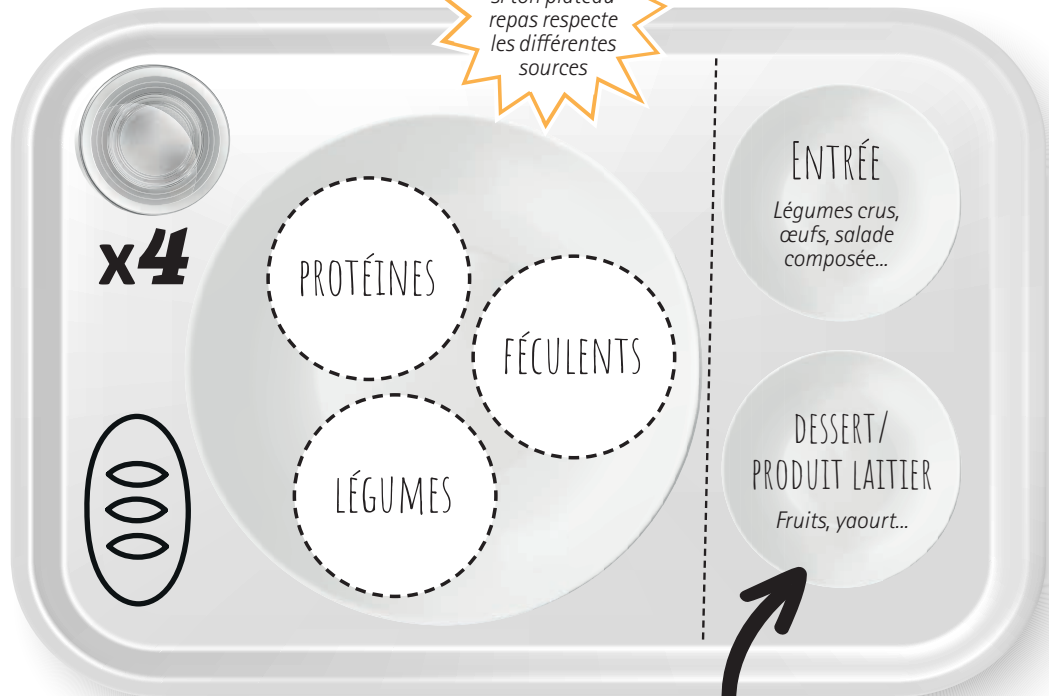 repas respecte
les différentes
sources
x4
PROTÉINES
FÉCULENTS
LÉGUMES
ENTRÉE
Légumes crus,
œufs, salade
composée...
DESSERT/
PRODUIT LAITIER
Fruits, yaourt...